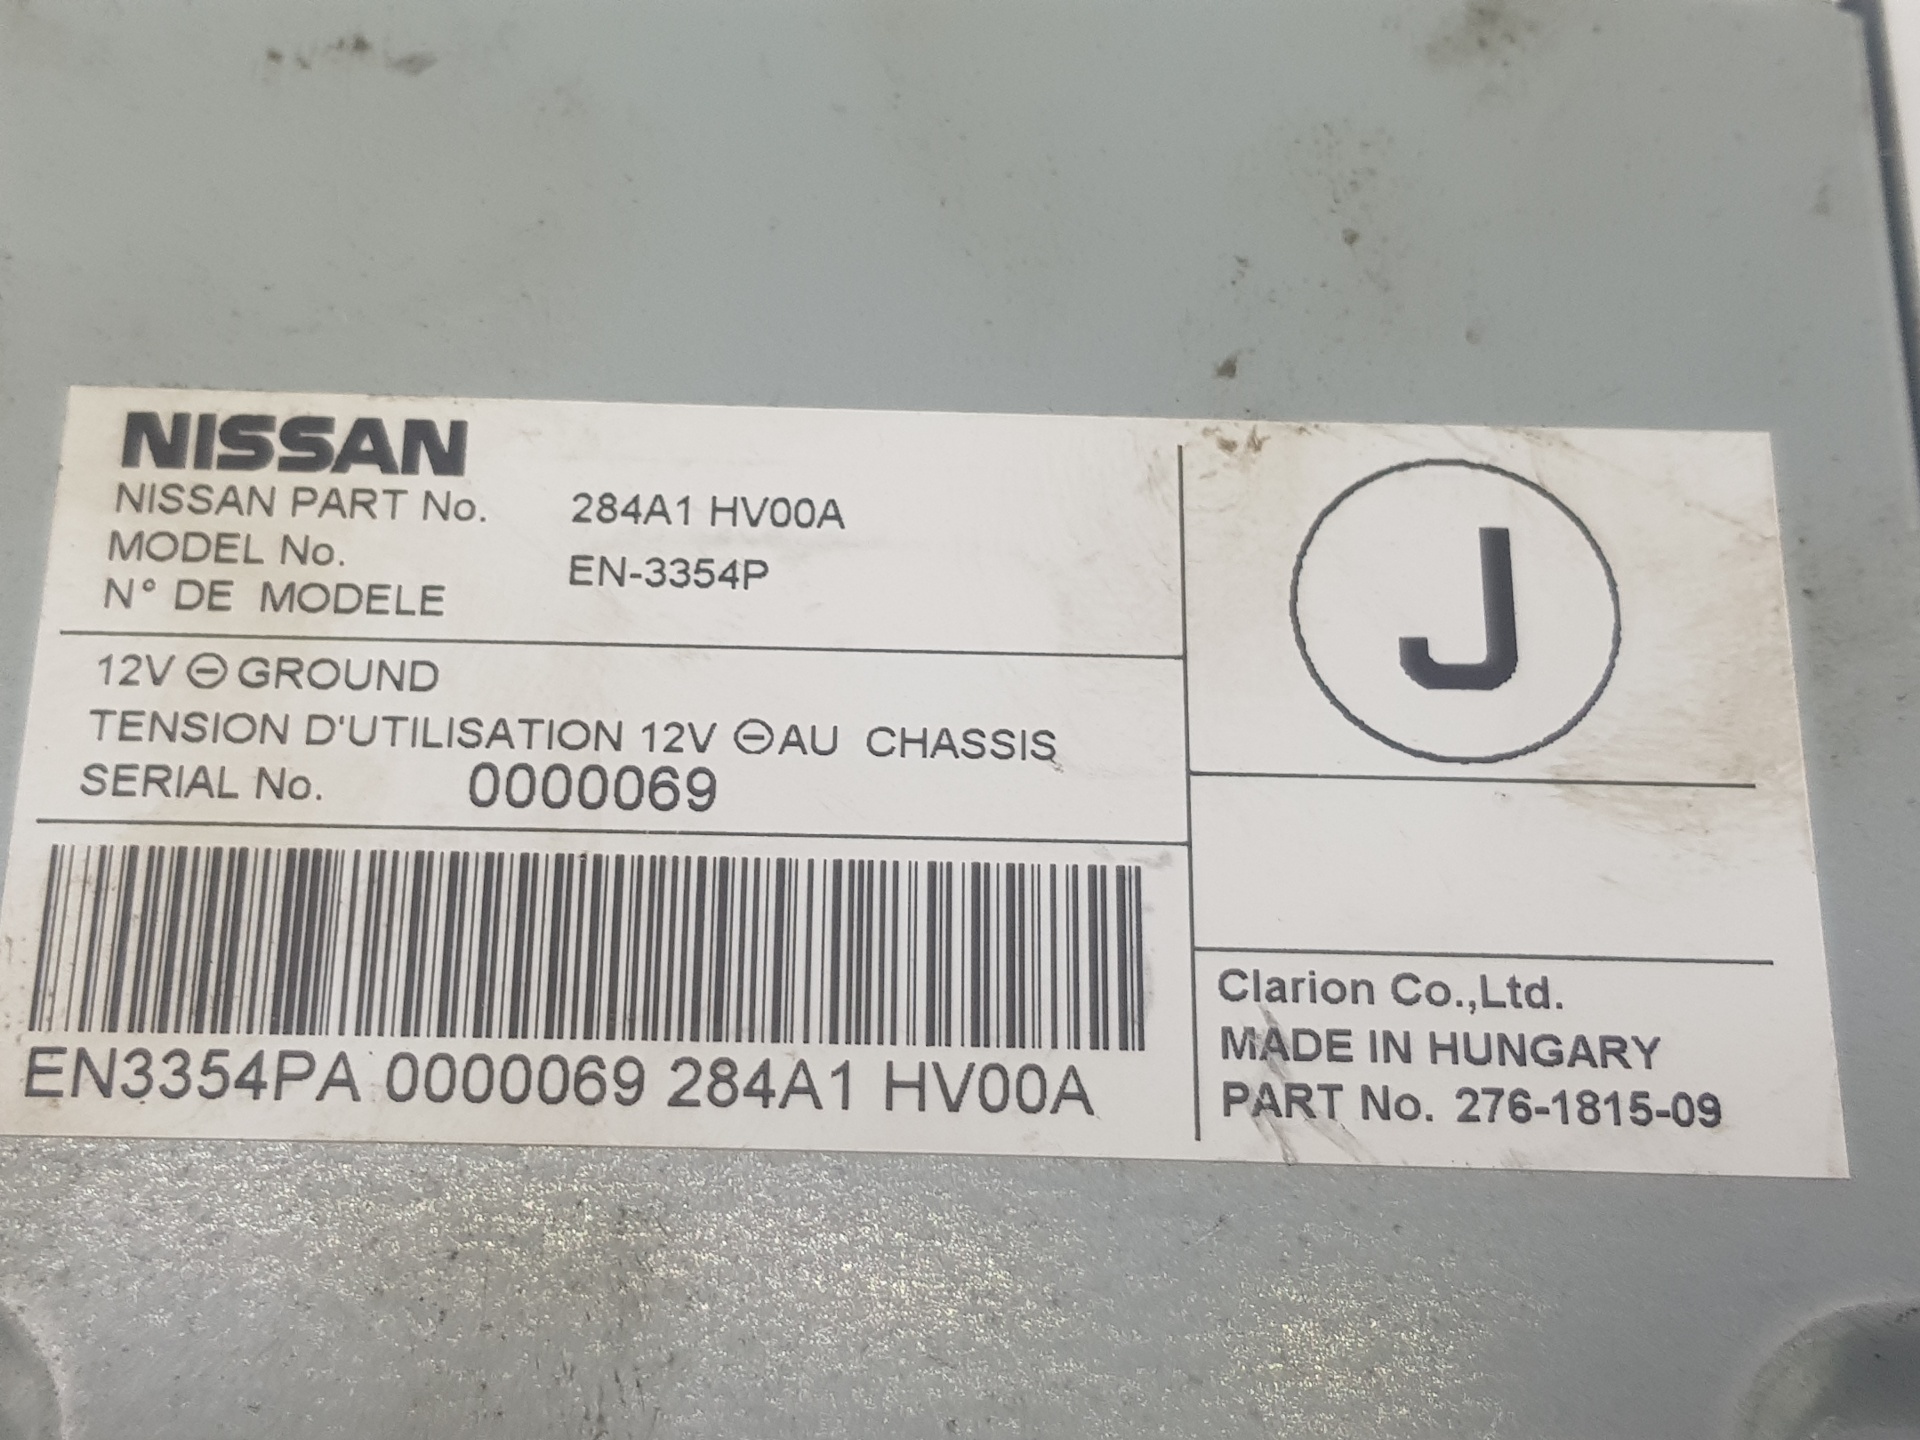 NISSAN
NISSAN PART No. 284A1 HV00A
MODEL No.
N° DE MODELE EN-3354P
12V ⊖ GROUND
TENSION D'UTILISATION 12V ⊖ AU CHASSIS
SERIAL No. 0000069
EN3354PA 0000069 284A1 HV00A
J
Clarion Co.,Ltd.
MADE IN HUNGARY
PART No. 276-1815-09